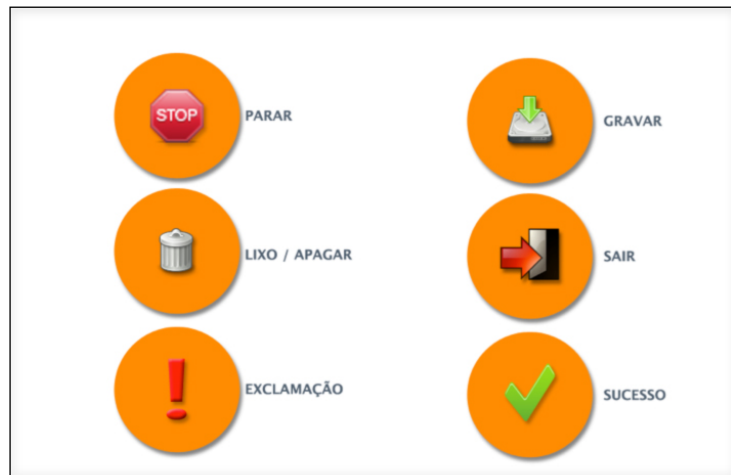 STOP
PARAR
GRAVAR
LIXO / APAGAR
SAIR
EXCLAMAÇÃO
SUCESSO